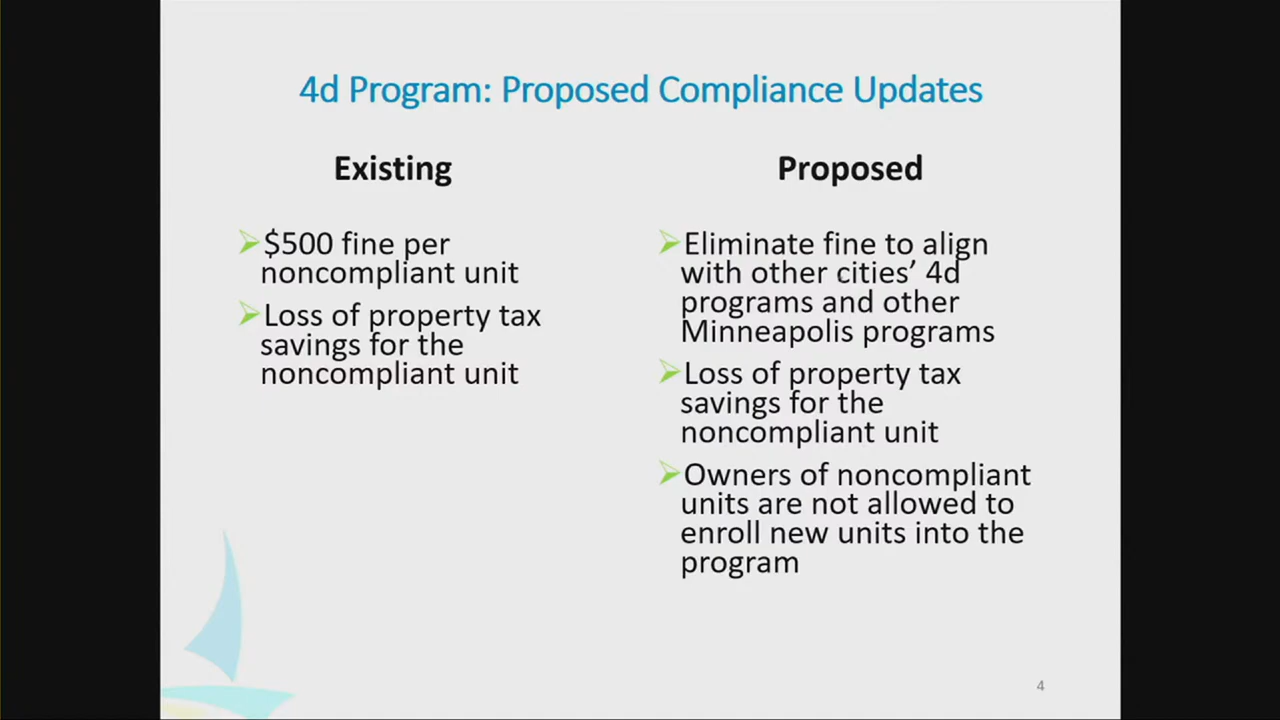 4d Program: Proposed Compliance Updates
Existing
$500 fine per
noncompliant unit
Loss of property tax
savings for the
noncompliant unit
Proposed
Eliminate fine to align
with other cities’ 4d
programs and other
Minneapolis programs
Loss of property tax
savings for the
noncompliant unit
Owners of noncompliant
units are not allowed to
enroll new units into the
program
4